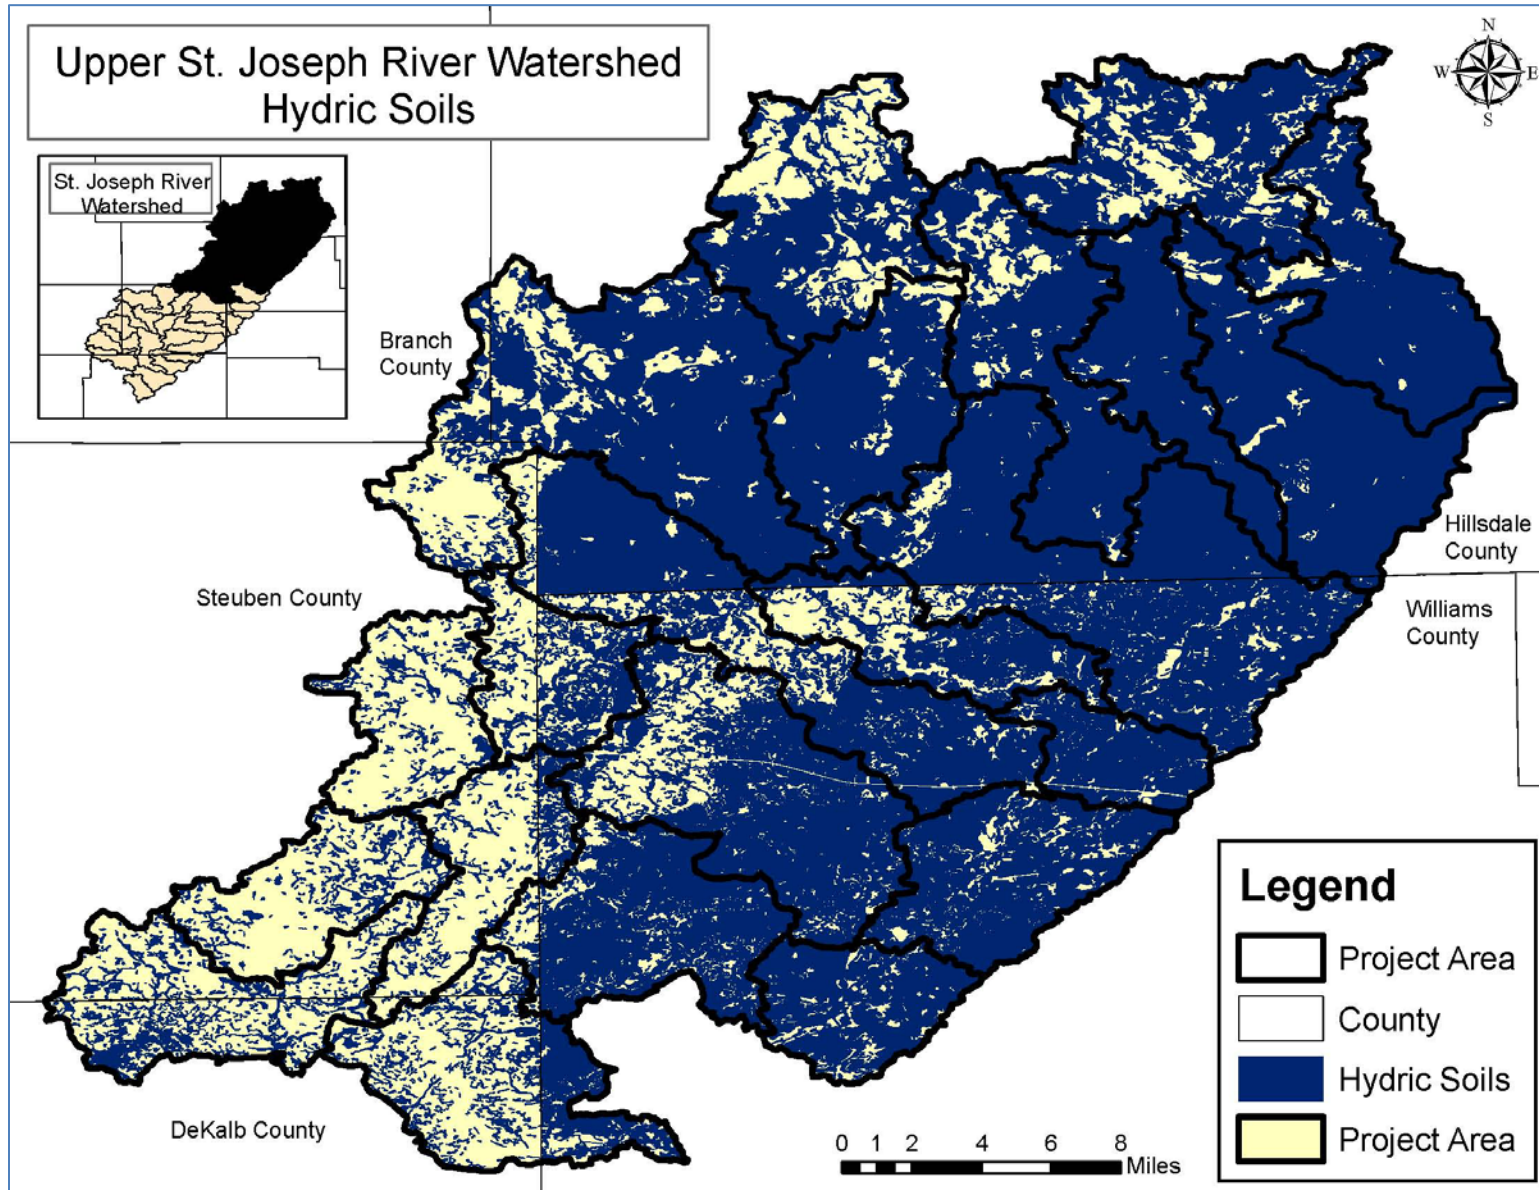 Upper St. Joseph River Watershed
Hydric Soils
N
W
E
S
St. Joseph River
Watershed
Branch
County
Hillsdale
County
Steuben County
Williams
County
DeKalb County
Legend
Project Area
County
Hydric Soils
Project Area
0 1 2 4 6 8
Miles